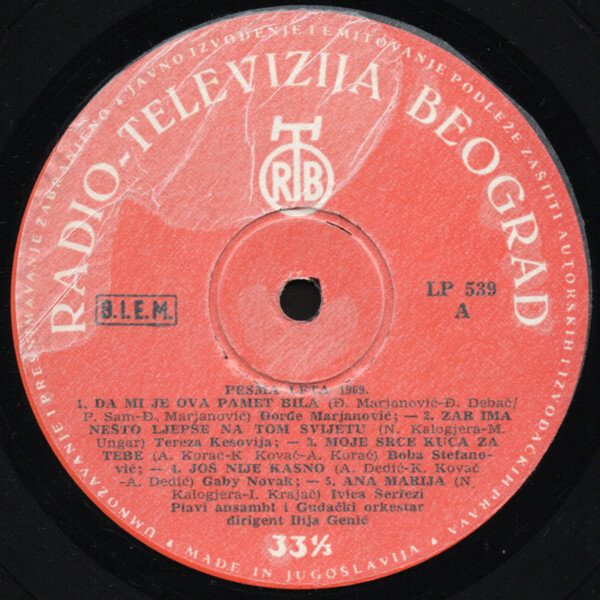 UMNOŽAVANJE I PRESNIMAVANJE ZABRANJENO • JAVNO IZVOĐENJE I EMITOVANJE PODLEŽE ZAŠTITI AUTORSKIH I IZVOĐAČKIH PRAVA •
RADIO-TELEVIZIJA BEOGRAD
RTB
B.I.E.M.
LP 539
A
PESMA LETA 1969.
1. DA MI JE OVA PAMET BILA (Đ. Marjanović-Đ. Debač/
P. Sam-Đ. Marjanović) Đorđe Marjanović; — 2. ZAR IMA
NEŠTO LJEPŠE NA TOM SVIJETU (N. Kalogjera-M.
Ungar) Tereza Kesovija; — 3. MOJE SRCE KUCA ZA
TEBE (A. Korać-K. Kovač-A. Korać) Boba Stefano-
vić; — 4. JOŠ NIJE KASNO (A. Dedić-K. Kovač
-A. Dedić) Gaby Novak; — 5. ANA MARIJA (N.
Kalogjera-I. Krajač) Ivica Šerfezi
Plavi ansambl i Gudački orkestar
dirigent Ilija Genić
33⅓
MADE IN JUGOSLAVIJA